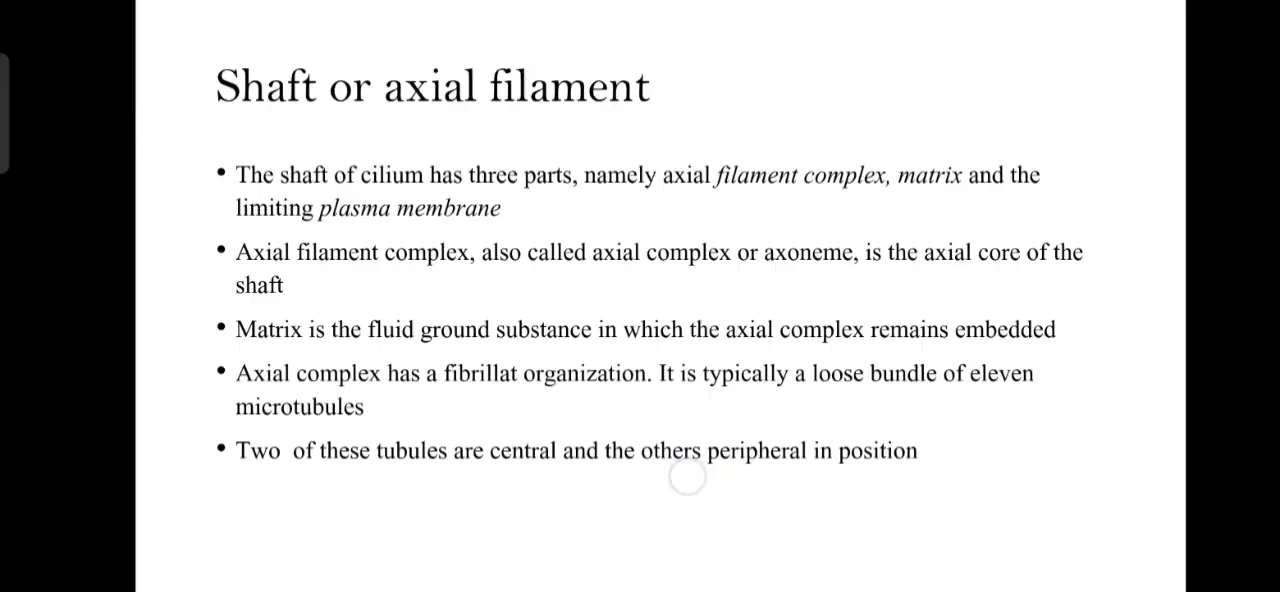 Shaft or axial filament
• The shaft of cilium has three parts, namely axial filament complex, matrix and the
limiting plasma membrane
• Axial filament complex, also called axial complex or axoneme, is the axial core of the
shaft
• Matrix is the fluid ground substance in which the axial complex remains embedded
• Axial complex has a fibrillat organization. It is typically a loose bundle of eleven
microtubules
• Two  of these tubules are central and the others peripheral in position